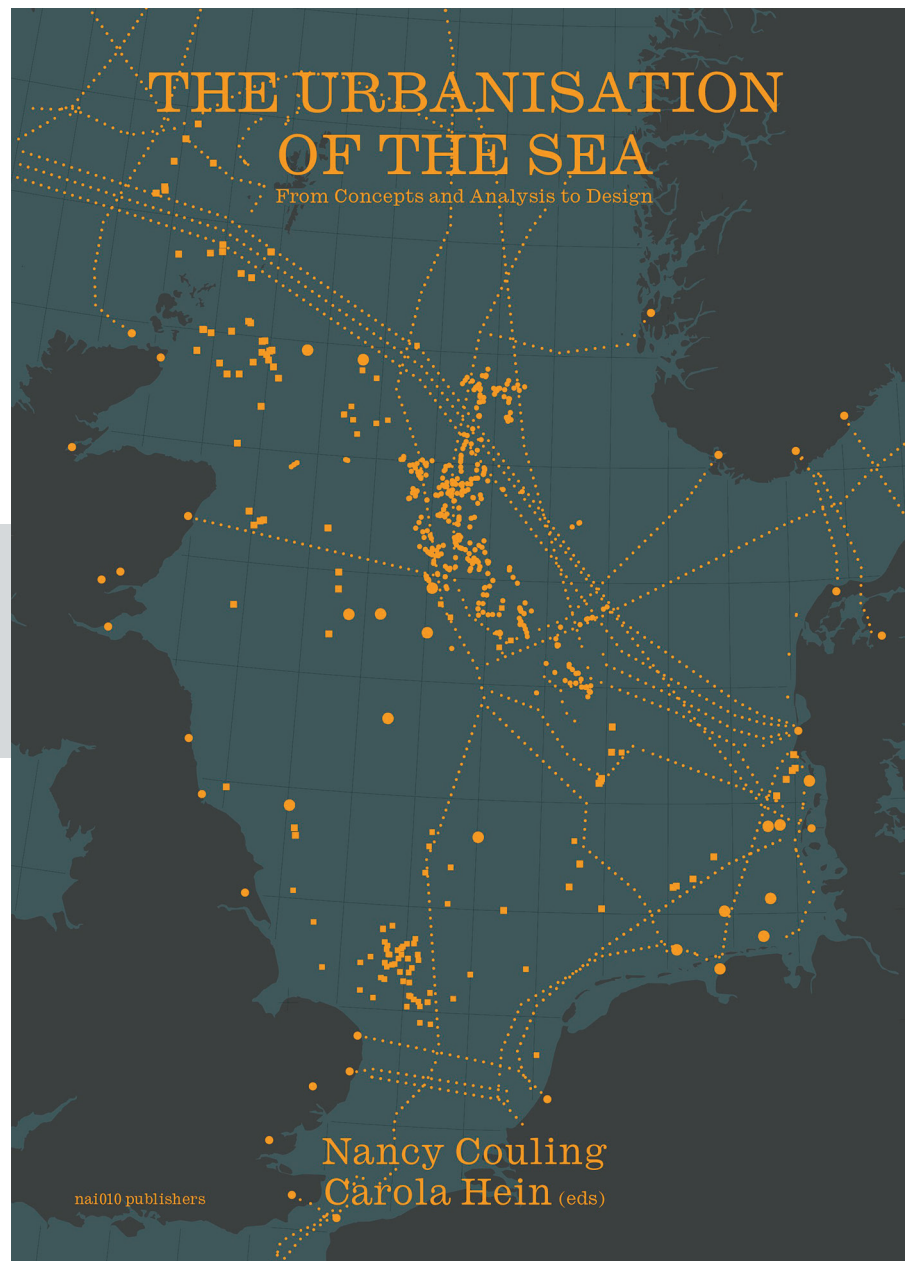 THE URBANISATION
OF THE SEA
From Concepts and Analysis to Design
Nancy Couling
Carola Hein (eds)
nai010 publishers